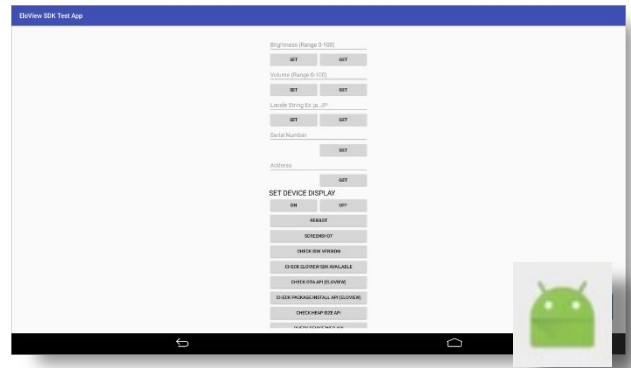 EloView SDK Test App
Brightness (Range 0-100)
SET GET
Volume (Range 0-100)
SET GET
Locale String Ex: ja_JP
SET GET
Serial Number
GET
Address
GET
SET DEVICE DISPLAY
ON OFF
REBOOT
SCREENSHOT
CHECK SDK VERSION
CHECK ELOVIEW SDK AVAILABLE
CHECK OTA API (ELOVIEW)
CHECK PACKAGE INSTALL API (ELOVIEW)
CHECK HEAP SIZE API